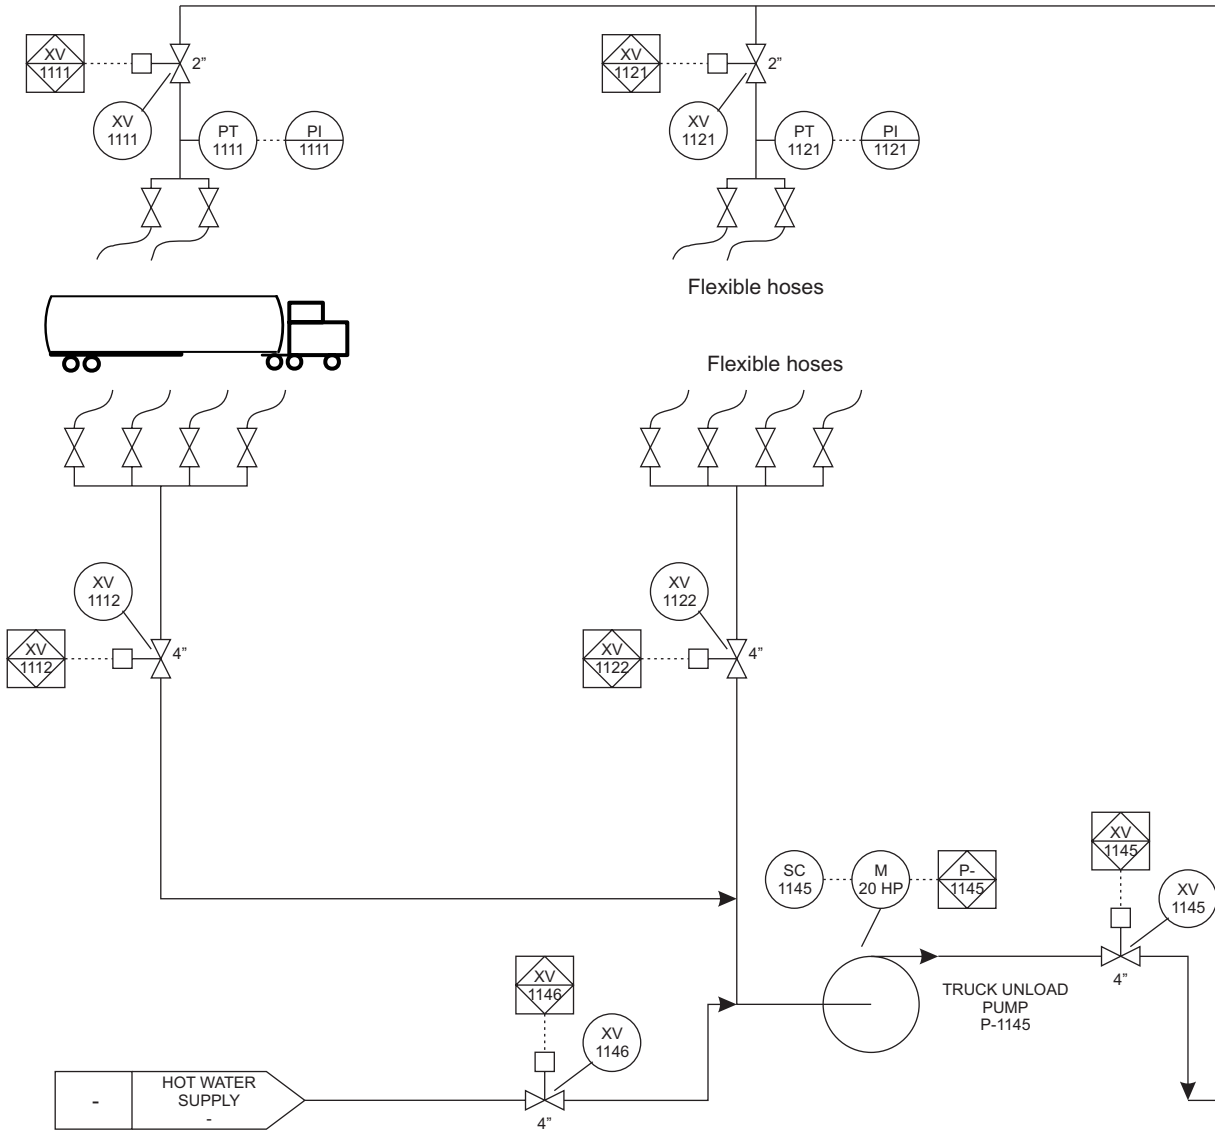 XV
1111
2”
XV
1111
PT
1111
PI
1111
XV
1121
2”
XV
1121
PT
1121
PI
1121
Flexible hoses
Flexible hoses
XV
1112
XV
1112
4”
XV
1122
XV
1122
4”
SC
1145
M
20 HP
P-
1145
XV
1145
XV
1145
4”
TRUCK UNLOAD
PUMP
P-1145
XV
1146
XV
1146
4”
-
HOT WATER
SUPPLY
-